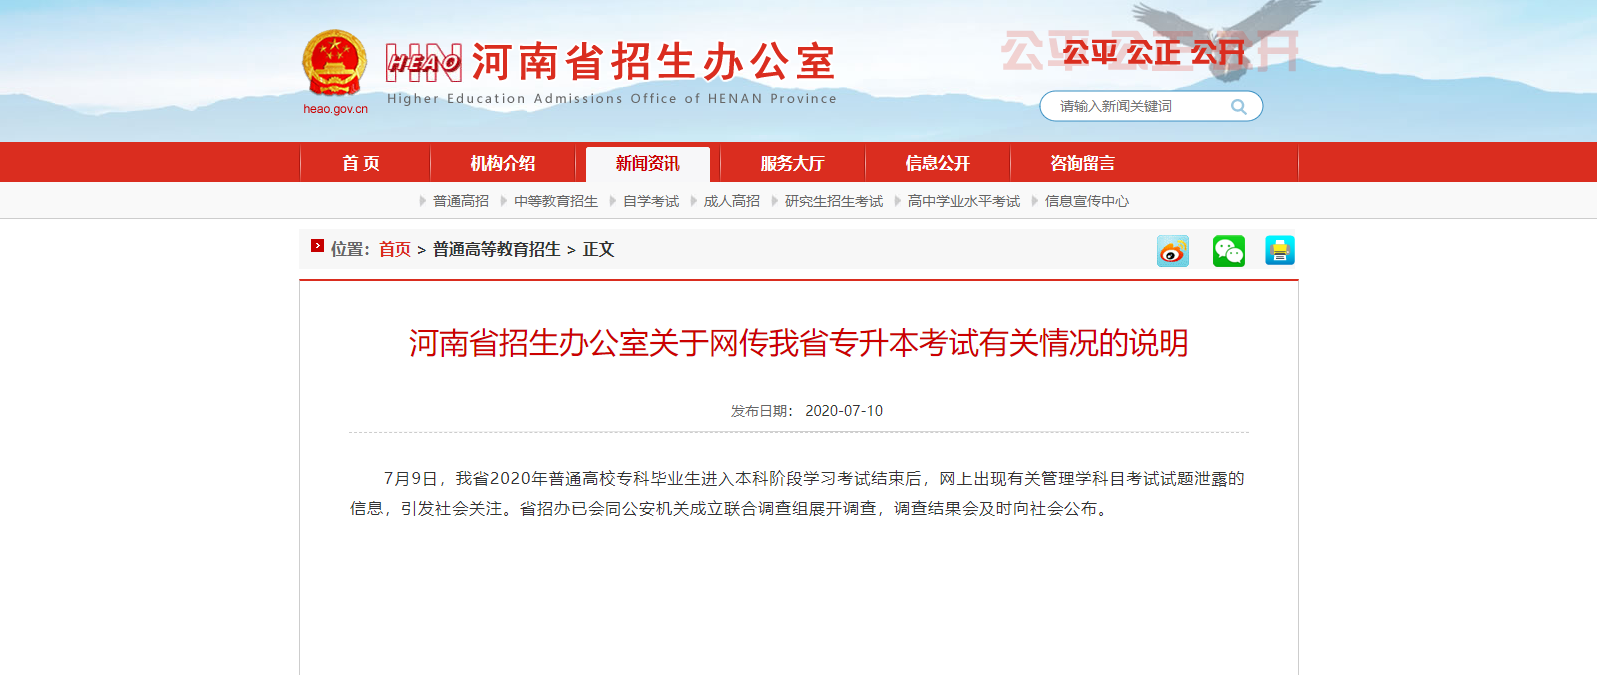 河南省招生办公室
公平 公正 公开
HN
HEAO
heao.gov.cn
Higher Education Admissions Office of HENAN Province
请输入新闻关键词
首 页 机构介绍 新闻资讯 服务大厅 信息公开 咨询留言
普通高招 中等教育招生 自学考试 成人高招 研究生招生考试 高中学业水平考试 信息宣传中心
位置： 首页 > 普通高等教育招生 > 正文
河南省招生办公室关于网传我省专升本考试有关情况的说明
发布日期： 2020-07-10
7月9日，我省2020年普通高校专科毕业生进入本科阶段学习考试结束后，网上出现有关管理学科目考试试题泄露的
信息，引发社会关注。省招办已会同公安机关成立联合调查组展开调查，调查结果会及时向社会公布。